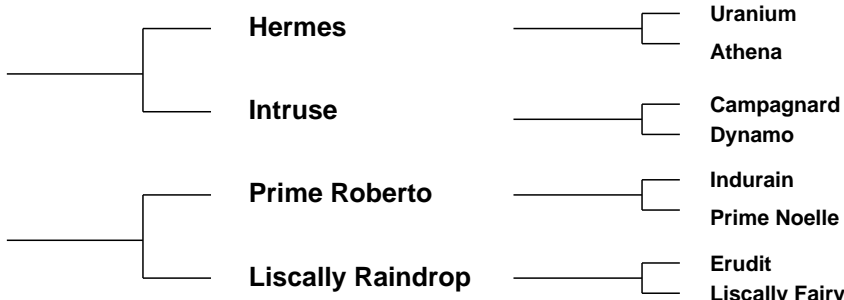 Uranium
Hermes
Athena
Campagnard
Intruse
Dynamo
Indurain
Prime Roberto
Prime Noelle
Erudit
Liscally Raindrop
Liscally Fairy